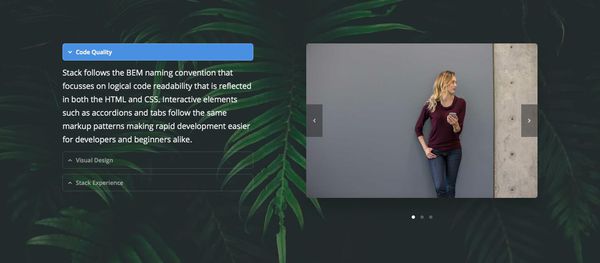 Code Quality
Stack follows the BEM naming convention that
focusses on logical code readability that is reflected
in both the HTML and CSS. Interactive elements
such as accordions and tabs follow the same
markup patterns making rapid development easier
for developers and beginners alike.
Visual Design
Stack Experience